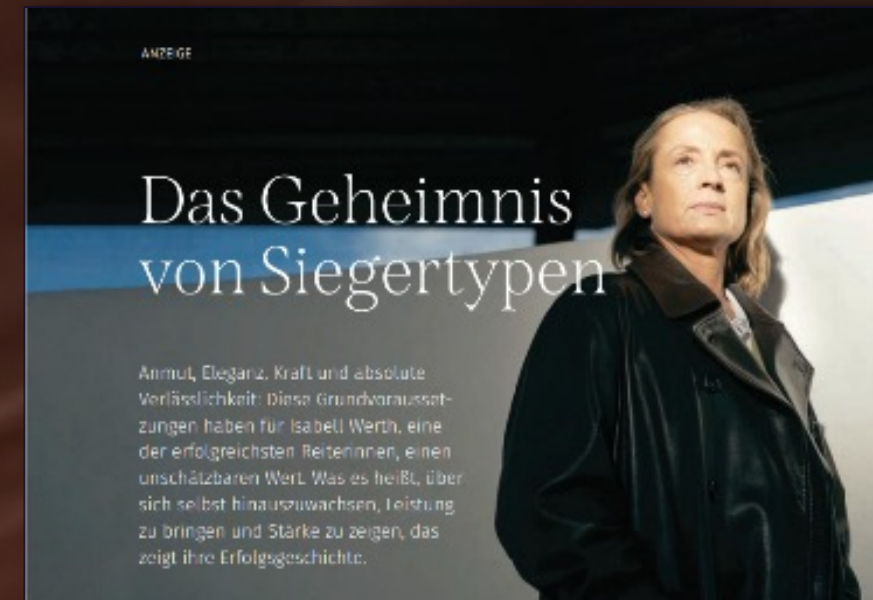 ANZEIGE
Das Geheimnis
von Siegertypen
Anmut, Eleganz, Kraft und absolute
Verlässlichkeit: Diese Grundvorausset-
zungen haben für Isabell Werth, eine
der erfolgreichsten Reiterinnen, einen
unschätzbaren Wert. Was es heißt, über
sich selbst hinauszuwachsen, Leistung
zu bringen und Stärke zu zeigen, das
zeigt ihre Erfolgsgeschichte.